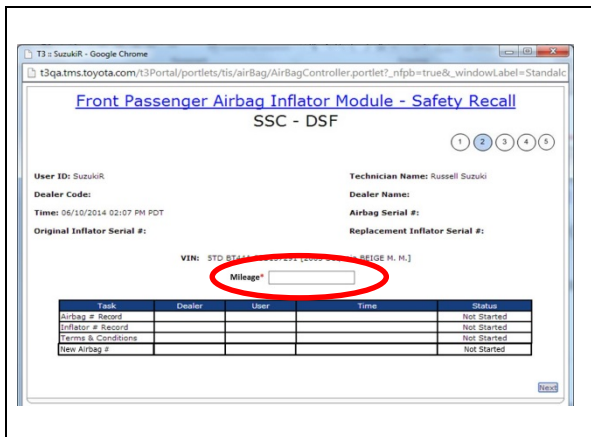 T3 :: SuzukiR - Google Chrome
t3qa.tms.toyota.com/t3Portal/portlets/tis/airBag/AirBagController.portlet?_nfpb=true&_windowLabel=Standalc
Front Passenger Airbag Inflator Module - Safety Recall
SSC - DSF
1 2 3 4 5
User ID: SuzukiR Technician Name: Russell Suzuki
Dealer Code: Dealer Name:
Time: 06/10/2014 02:07 PM PDT Airbag Serial #:
Original Inflator Serial #: Replacement Inflator Serial #:
VIN: BEIGE M. M.]
Mileage*
Task Dealer User Time Status
Airbag # Record Not Started
Inflator # Record Not Started
Terms & Conditions Not Started
New Airbag # Not Started
Next